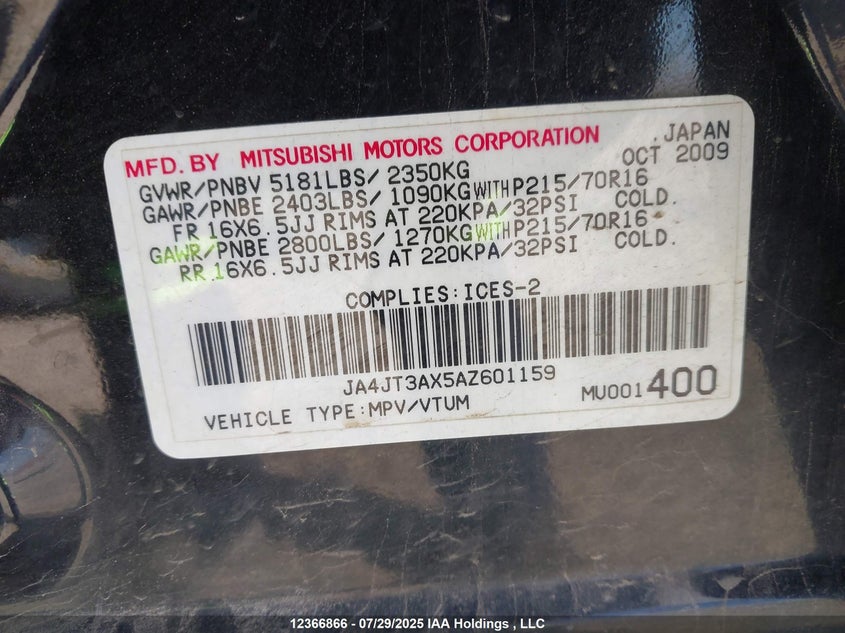 MFD. BY MITSUBISHI MOTORS CORPORATION JAPAN
GVWR/PNBV 5181LBS/ 2350KG OCT 2009
GAWR/PNBE 2403LBS/ 1090KG WITH P215/70R16
FR 16X6.5JJ RIMS AT 220KPA/32PSI COLD.
GAWR/PNBE 2800LBS/ 1270KG WITH P215/70R16
RR 16X6.5JJ RIMS AT 220KPA/32PSI COLD.
COMPLIES:ICES-2
JA4JT3AX5AZ601159
VEHICLE TYPE:MPV/VTUM MU001400
12366866 - 07/29/2025 IAA Holdings , LLC